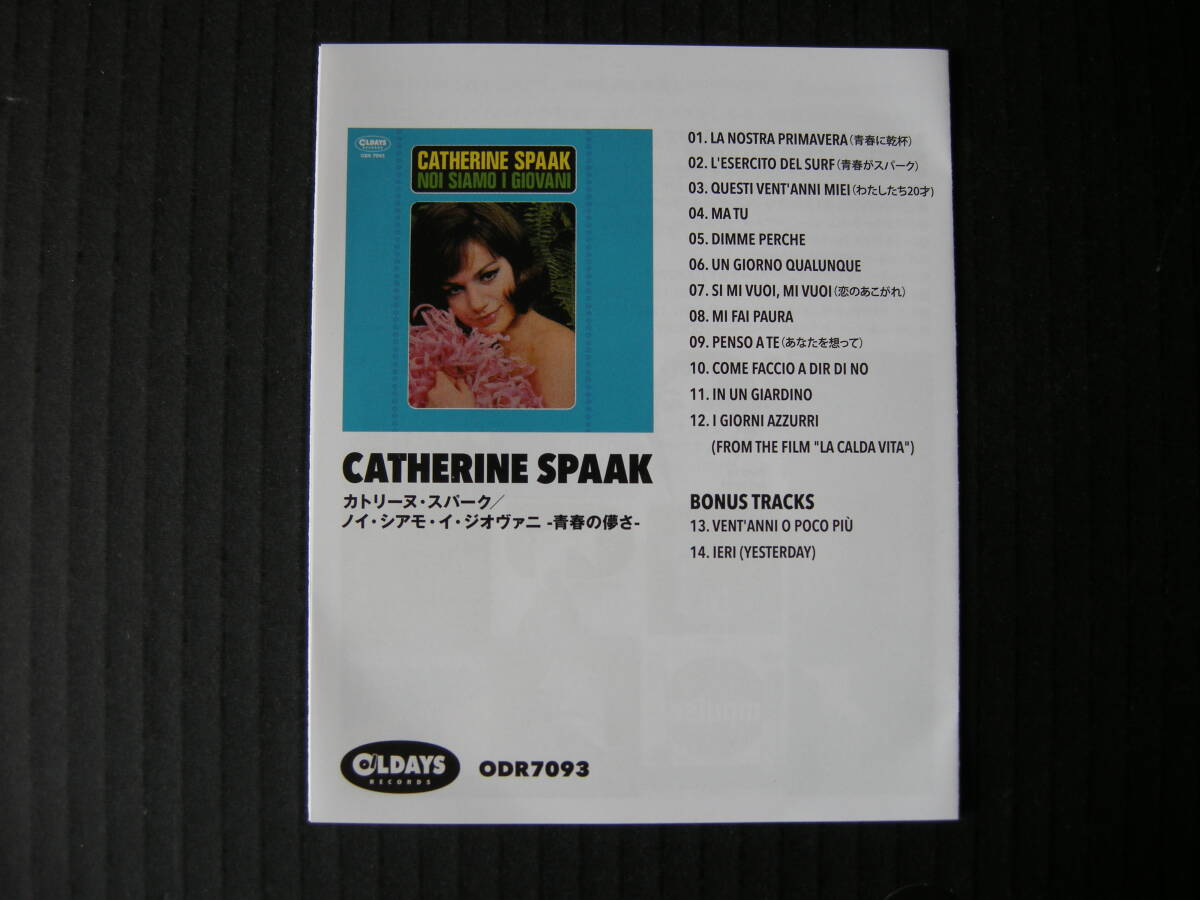 OLDAYS
RECORDS
ODR 7093
CATHERINE SPAAK
NOI SIAMO I GIOVANI
CATHERINE SPAAK
カトリーヌ・スパーク／
ノイ・シアモ・イ・ジオヴァニ -青春の儚さ-
01. LA NOSTRA PRIMAVERA（青春に乾杯）
02. L'ESERCITO DEL SURF（青春がスパーク）
03. QUESTI VENT'ANNI MIEI（わたしたち20才）
04. MA TU
05. DIMME PERCHE
06. UN GIORNO QUALUNQUE
07. SI MI VUOI, MI VUOI（恋のあこがれ）
08. MI FAI PAURA
09. PENSO A TE（あなたを想って）
10. COME FACCIO A DIR DI NO
11. IN UN GIARDINO
12. I GIORNI AZZURRI
(FROM THE FILM "LA CALDA VITA")
BONUS TRACKS
13. VENT'ANNI O POCO PIÙ
14. IERI (YESTERDAY)
OLDAYS
RECORDS
ODR7093